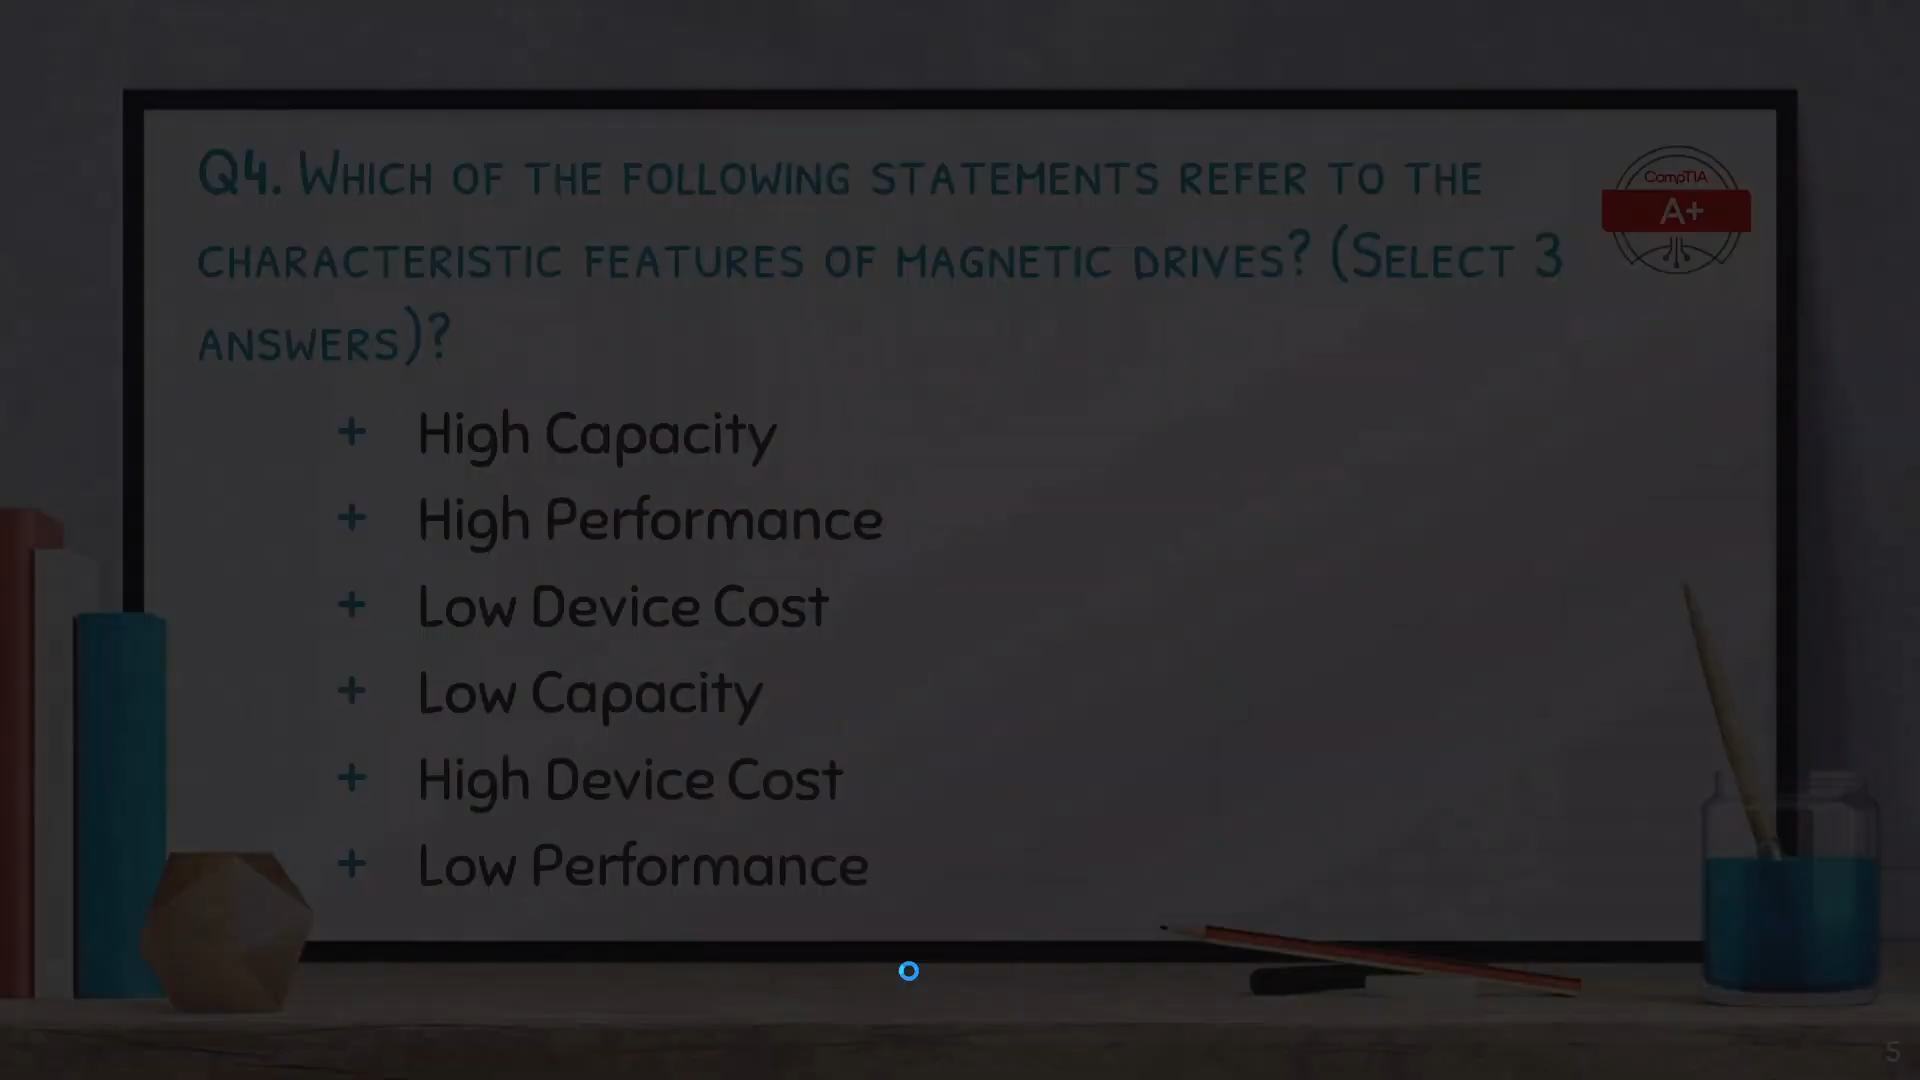 Q4. Which of the following statements refer to the
characteristic features of magnetic drives? (Select 3
answers)?
CompTIA
A+
+ High Capacity
+ High Performance
+ Low Device Cost
+ Low Capacity
+ High Device Cost
+ Low Performance
5